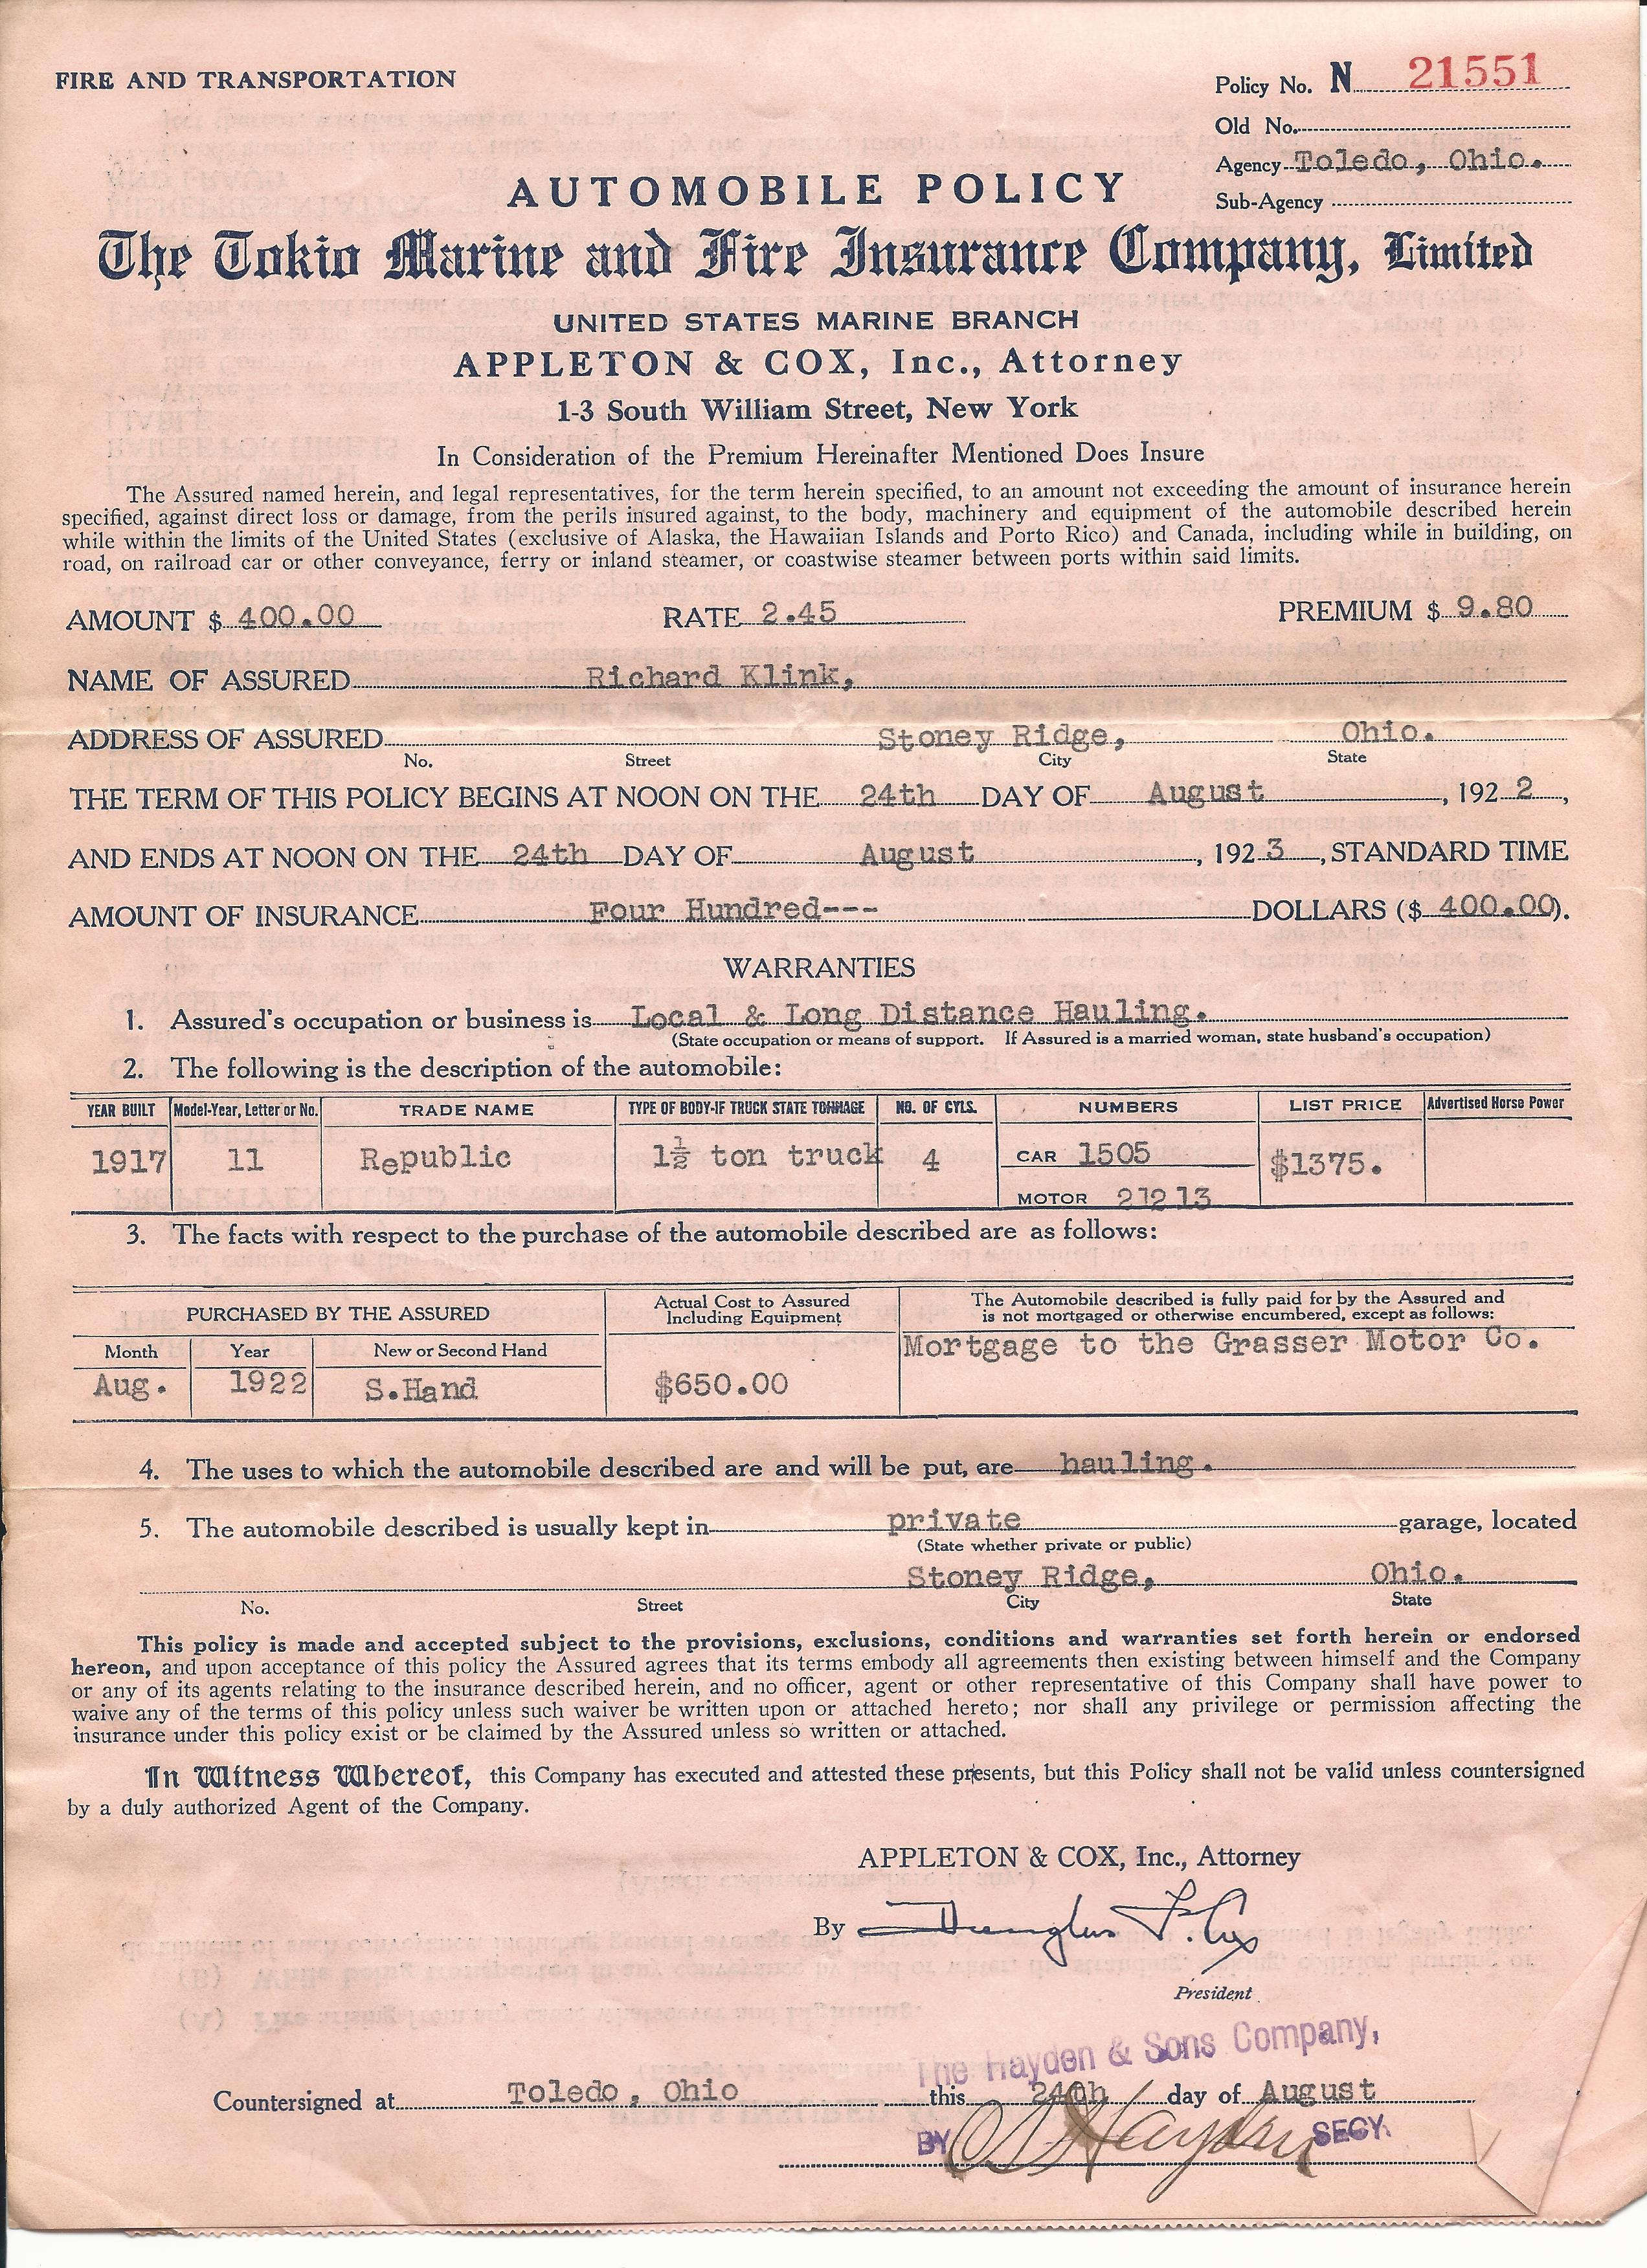 FIRE AND TRANSPORTATION
Policy No. N 21551
Old No.
Agency Toledo, Ohio.
Sub-Agency
AUTOMOBILE POLICY
The Tokio Marine and Fire Insurance Company, Limited
UNITED STATES MARINE BRANCH
APPLETON & COX, Inc., Attorney
1-3 South William Street, New York
In Consideration of the Premium Hereinafter Mentioned Does Insure
The Assured named herein, and legal representatives, for the term herein specified, to an amount not exceeding the amount of insurance herein
specified, against direct loss or damage, from the perils insured against, to the body, machinery and equipment of the automobile described herein
while within the limits of the United States (exclusive of Alaska, the Hawaiian Islands and Porto Rico) and Canada, including while in building, on
road, on railroad car or other conveyance, ferry or inland steamer, or coastwise steamer between ports within said limits.
AMOUNT $ 400.00 RATE 2.45 PREMIUM $ 9.80
NAME OF ASSURED Richard Klink,
ADDRESS OF ASSURED Stoney Ridge, Ohio.
No. Street City State
THE TERM OF THIS POLICY BEGINS AT NOON ON THE 24th DAY OF August, 192 2,
AND ENDS AT NOON ON THE 24th DAY OF August, 192 3, STANDARD TIME
AMOUNT OF INSURANCE Four Hundred--- DOLLARS ($ 400.00).
WARRANTIES
1. Assured's occupation or business is Local & Long Distance Hauling.
(State occupation or means of support. If Assured is a married woman, state husband's occupation)
2. The following is the description of the automobile:
YEAR BUILT Model-Year, Letter or No. TRADE NAME TYPE OF BODY-IF TRUCK STATE TONNAGE NO. OF CYLS. NUMBERS LIST PRICE Advertised Horse Power
1917 11 Republic 1½ ton truck 4 CAR 1505 $1375.
MOTOR 21213
3. The facts with respect to the purchase of the automobile described are as follows:
PURCHASED BY THE ASSURED
Actual Cost to Assured
Including Equipment
The Automobile described is fully paid for by the Assured and
is not mortgaged or otherwise encumbered, except as follows:
Month Year New or Second Hand
Aug. 1922 S.Hand $650.00 Mortgage to the Grasser Motor Co.
4. The uses to which the automobile described are and will be put, are hauling.
5. The automobile described is usually kept in private garage, located
(State whether private or public)
Stoney Ridge, Ohio.
No. Street City State
This policy is made and accepted subject to the provisions, exclusions, conditions and warranties set forth herein or endorsed
hereon, and upon acceptance of this policy the Assured agrees that its terms embody all agreements then existing between himself and the Company
or any of its agents relating to the insurance described herein, and no officer, agent or other representative of this Company shall have power to
waive any of the terms of this policy unless such waiver be written upon or attached hereto; nor shall any privilege or permission affecting the
insurance under this policy exist or be claimed by the Assured unless so written or attached.
In Witness Whereof, this Company has executed and attested these presents, but this Policy shall not be valid unless countersigned
by a duly authorized Agent of the Company.
APPLETON & COX, Inc., Attorney
By Douglas F. Cox
President
The Hayden & Sons Company,
Countersigned at Toledo, Ohio this 24th day of August
BY Hayden SECY.